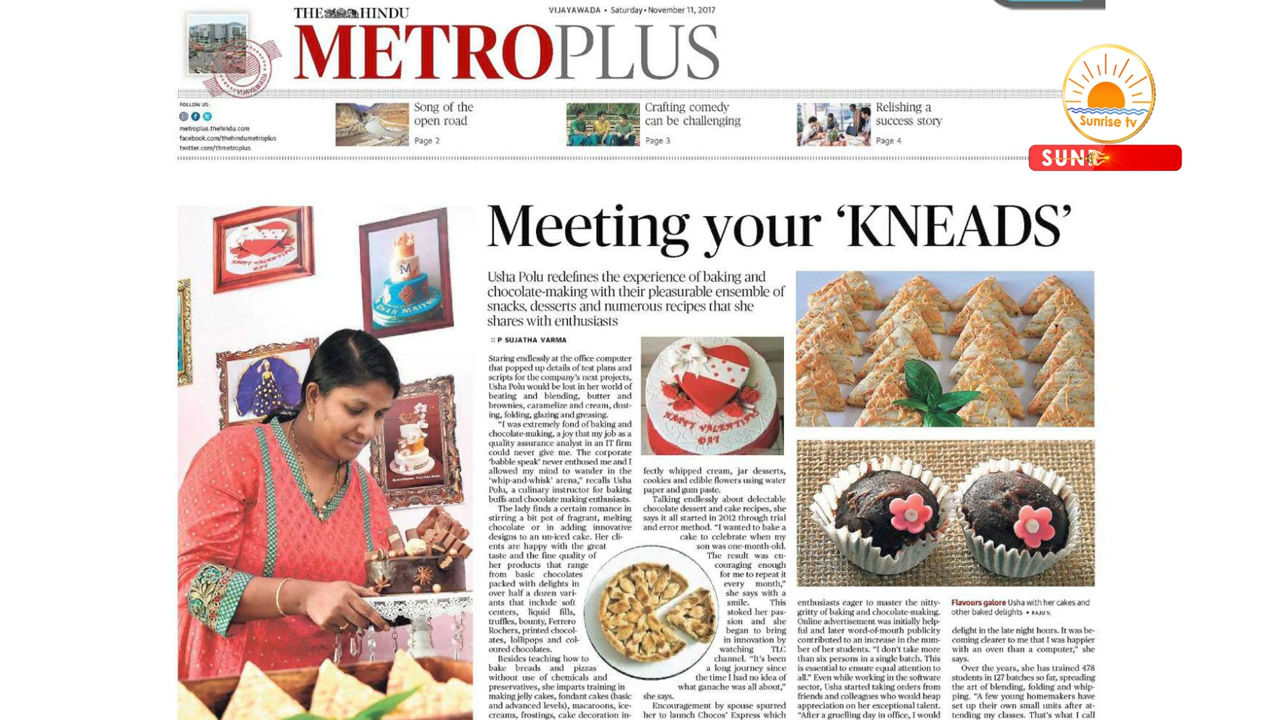 THE HINDU
VIJAYAWADA • Saturday • November 11, 2017
METROPLUS
VIJAYAWADA
FOLLOW US:
metroplus.thehindu.com
facebook.com/thehindumetroplus
twitter.com/thmetroplus
Song of the
open road
Page 2
Crafting comedy
can be challenging
Page 3
Relishing a
success story
Page 4
Sunrise tv
SUNR
Meeting your ‘KNEADS’
Usha Polu redefines the experience of baking and
chocolate-making with their pleasurable ensemble of
snacks, desserts and numerous recipes that she
shares with enthusiasts
P SUJATHA VARMA
Staring endlessly at the office computer
that popped up details of test plans and
scripts for the company's next projects,
Usha Polu would be lost in her world of
beating and blending, butter and
brownies, caramelize and cream, dust-
ing, folding, glazing and greasing.
“I was extremely fond of baking and
chocolate-making, a joy that my job as a
quality assurance analyst in an IT firm
could never give me. The corporate
‘babble speak’ never enthused me and I
allowed my mind to wander in the
‘whip-and-whisk’ arena,” recalls Usha
Polu, a culinary instructor for baking
buffs and chocolate making enthusiasts.
The lady finds a certain romance in
stirring a bit pot of fragrant, melting
chocolate or in adding innovative
designs to an un-iced cake. Her cli-
ents are happy with the great
taste and the fine quality of
her products that range
from basic chocolates
packed with delights in
over half a dozen vari-
ants that include soft
centers, liquid fills,
truffles, bounty, Ferrero
Rochers, printed chocol-
ates, lollipops and col-
oured chocolates.
Besides teaching how to
bake breads and pizzas
without use of chemicals and
preservatives, she imparts training in
making jelly cakes, fondant cakes (basic
and advanced levels), macaroons, ice-
creams, frostings, cake decoration in-
HAPPY VALENTINE
DAY
fectly whipped cream, jar desserts,
cookies and edible flowers using water
paper and gum paste.
Talking endlessly about delectable
chocolate dessert and cake recipes, she
says it all started in 2012 through trial
and error method. “I wanted to bake a
cake to celebrate when my
son was one-month-old.
The result was en-
couraging enough
for me to repeat it
every month,”
she says with a
smile. This
stoked her pas-
sion and she
began to bring
in innovation by
watching TLC
channel. “It's been
a long journey since
the time I had no idea of
what ganache was all about,”
she says.
Encouragement by spouse spurred
her to launch Chocos' Express which
enthusiasts eager to master the nitty-
gritty of baking and chocolate-making.
Online advertisement was initially help-
ful and later word-of-mouth publicity
contributed to an increase in the num-
ber of her students. “I don't take more
than six persons in a single batch. This
is essential to ensure equal attention to
all.” Even while working in the software
sector, Usha started taking orders from
friends and colleagues who would heap
appreciation on her exceptional talent.
“After a gruelling day in office, I would
Flavours galore Usha with her cakes and
other baked delights • RAJU V.
delight in the late night hours. It was be-
coming clearer to me that I was happier
with an oven than a computer,” she
says.
Over the years, she has trained 478
students in 127 batches so far, spreading
the art of blending, folding and whip-
ping. “A few young homemakers have
set up their own small units after at-
tending my classes. That's what I call